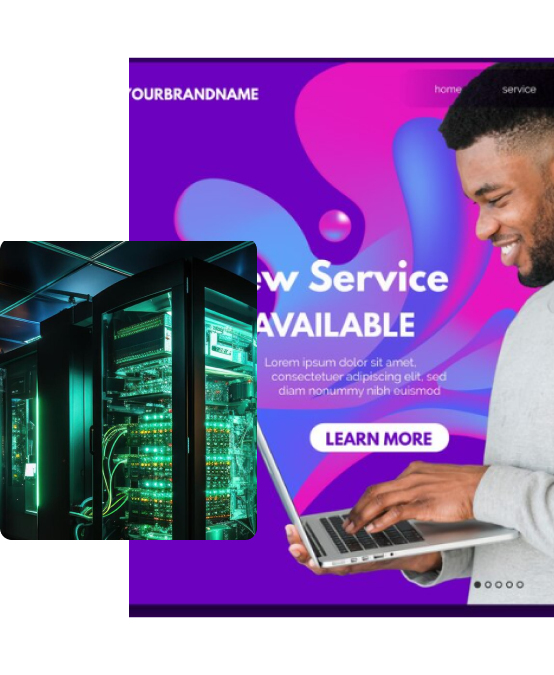 YOURBRANDNAME
home
service
ew Service
AVAILABLE
Lorem ipsum dolor sit amet,
consectetuer adipiscing elit, sed
diam nonummy nibh euismod
LEARN MORE